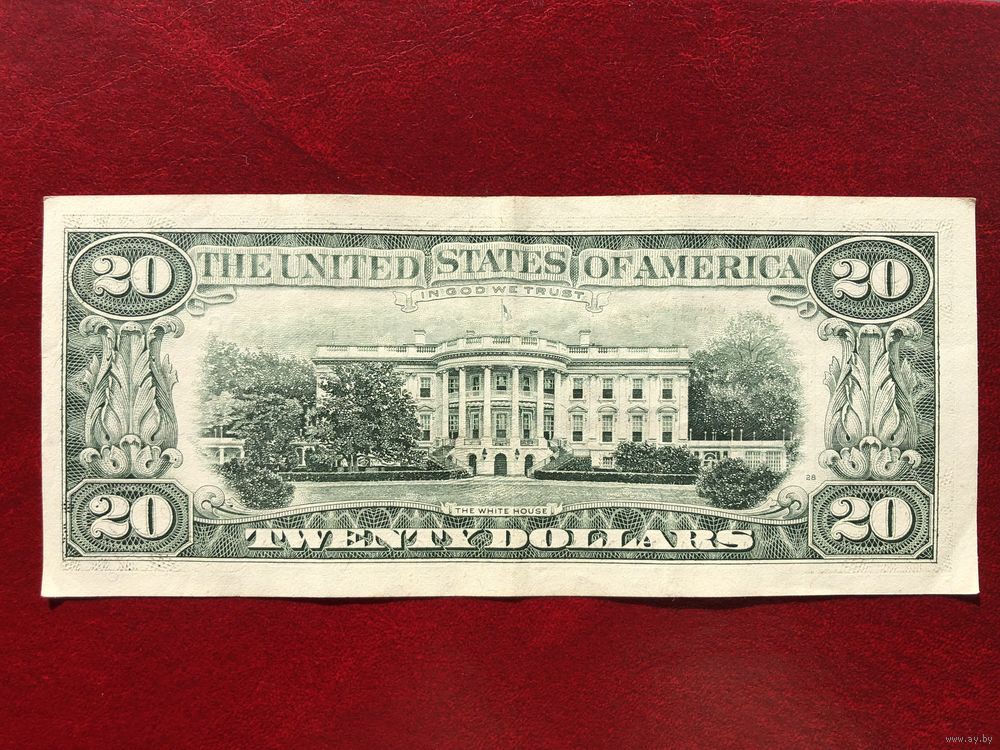 20 THE UNITED STATES OF AMERICA 20
IN GOD WE TRUST
28
THE WHITE HOUSE
20 TWENTY DOLLARS 20
www.ay.by